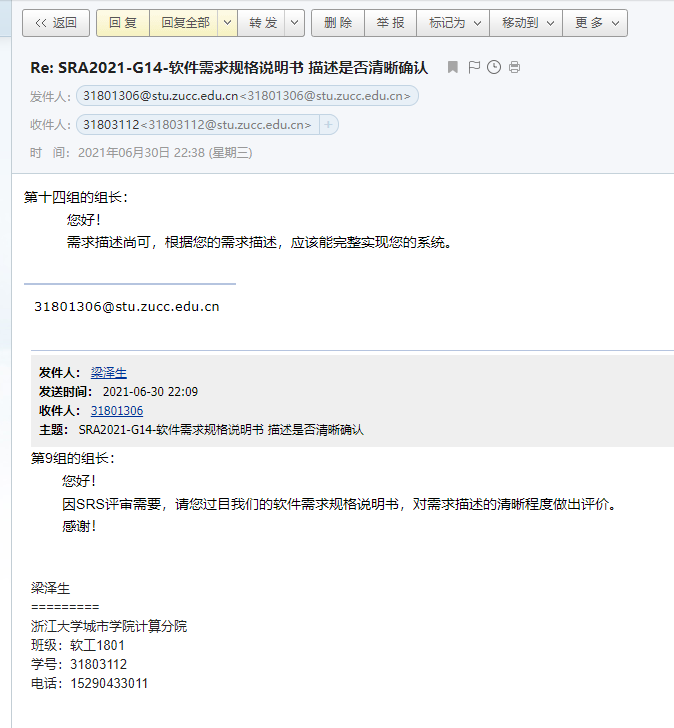 << 返回 回 复 回复全部 转 发 删 除 举 报 标记为 移动到 更 多
Re: SRA2021-G14-软件需求规格说明书 描述是否清晰确认
发件人: 31801306@stu.zucc.edu.cn<31801306@stu.zucc.edu.cn>
收件人: 31803112<31803112@stu.zucc.edu.cn> +
时 间: 2021年06月30日 22:38 (星期三)
第十四组的组长:
您好!
需求描述尚可，根据您的需求描述，应该能完整实现您的系统。
31801306@stu.zucc.edu.cn
发件人： 梁泽生
发送时间： 2021-06-30 22:09
收件人： 31801306
主题： SRA2021-G14-软件需求规格说明书 描述是否清晰确认
第9组的组长:
您好!
因SRS评审需要，请您过目我们的软件需求规格说明书，对需求描述的清晰程度做出评价。
感谢!
梁泽生
=========
浙江大学城市学院计算分院
班级：软工1801
学号：31803112
电话：15290433011